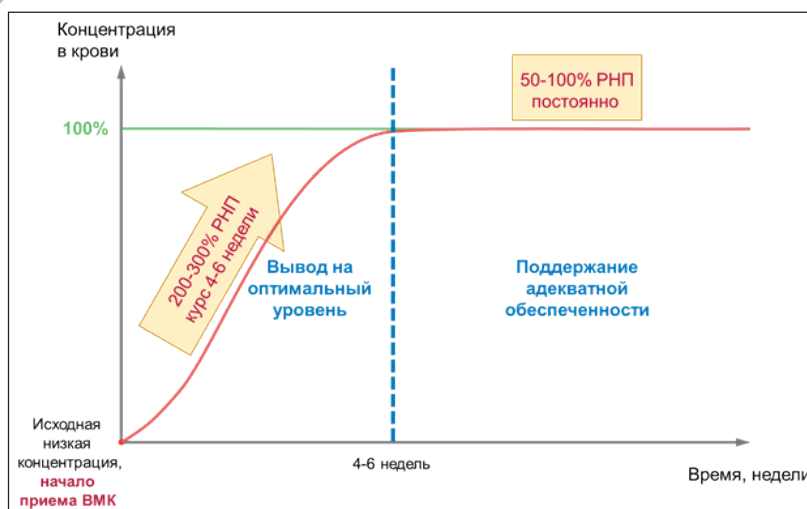 Концентрация
в крови
50-100% РНП
постоянно
100%
200-300% РНП
курс 4-6 недели
Вывод на
оптимальный
уровень
Поддержание
адекватной
обеспеченности
Исходная
низкая
концентрация,
начало
приема ВМК
4-6 недель
Время, недели